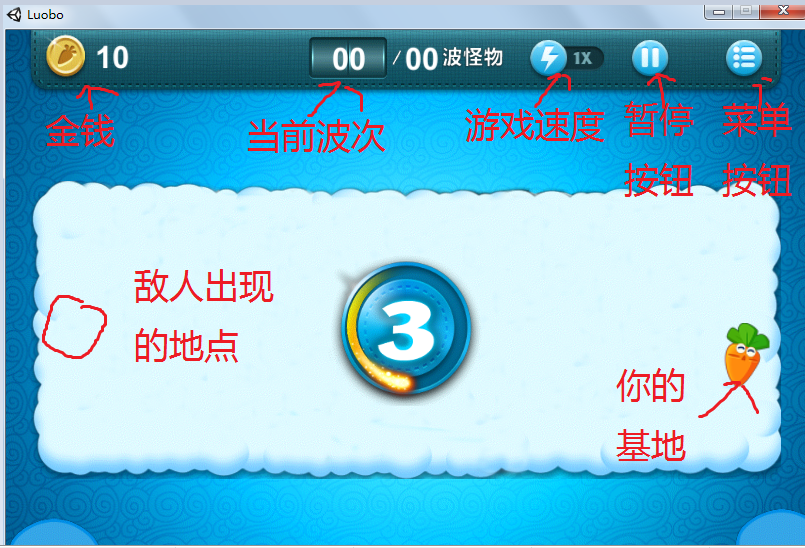 Luobo
10 00 /00 波怪物 1X
金钱 当前波次 游戏速度 暂停 菜单
按钮 按钮
敌人出现
的地点
3
你的
基地